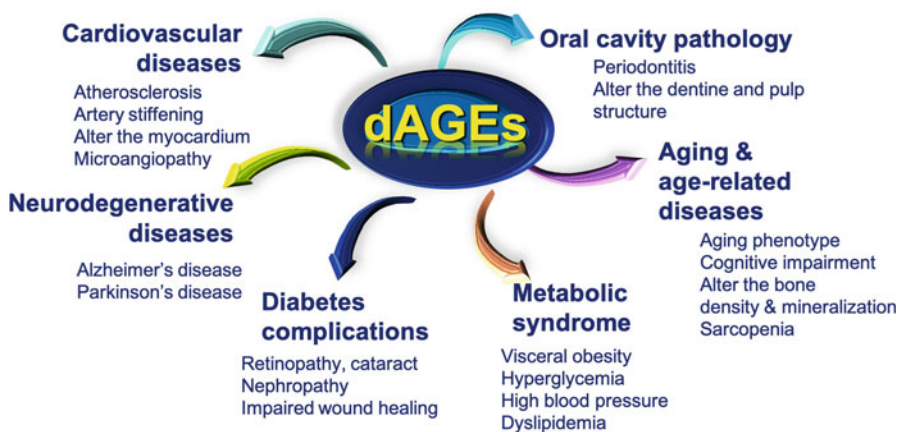 Cardiovascular
diseases
Atherosclerosis
Artery stiffening
Alter the myocardium
Microangiopathy
dAGEs
Oral cavity pathology
Periodontitis
Alter the dentine and pulp
structure
Neurodegenerative
diseases
Alzheimer's disease
Parkinson's disease
Aging &
age-related
diseases
Aging phenotype
Cognitive impairment
Alter the bone
density & mineralization
Sarcopenia
Diabetes
complications
Retinopathy, cataract
Nephropathy
Impaired wound healing
Metabolic
syndrome
Visceral obesity
Hyperglycemia
High blood pressure
Dyslipidemia